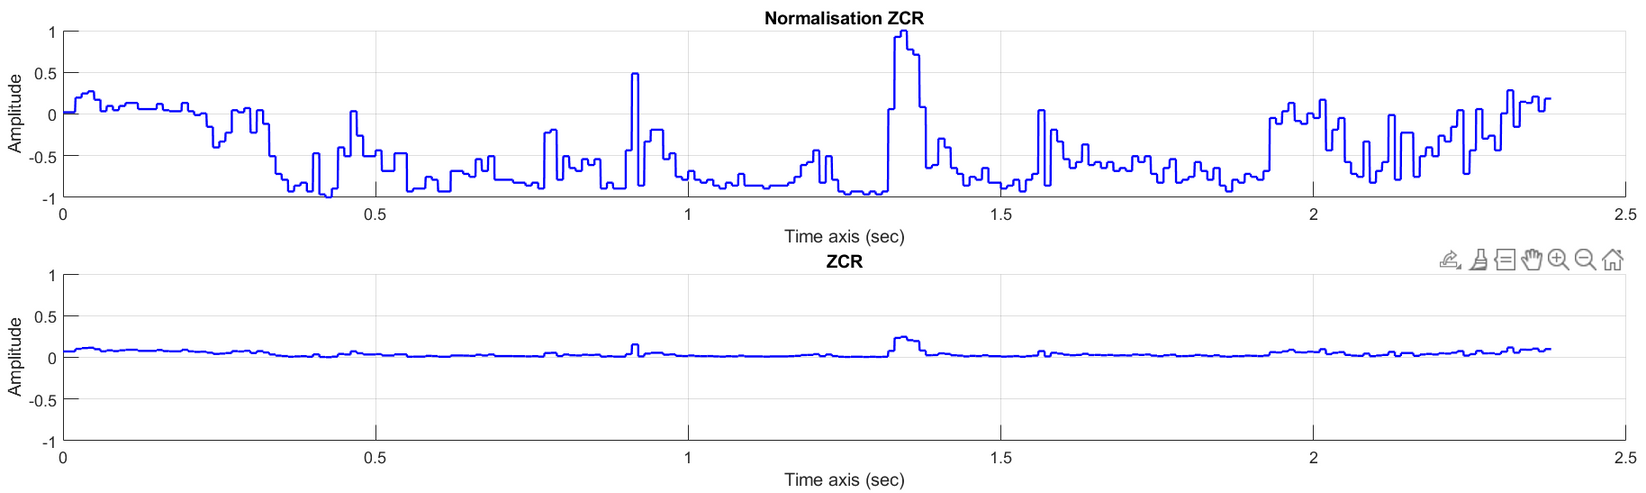 Normalisation ZCR
1
0.5
0
-0.5
-1
Amplitude
0 0.5 1 1.5 2 2.5
Time axis (sec)
ZCR
1
0.5
0
-0.5
-1
Amplitude
0 0.5 1 1.5 2 2.5
Time axis (sec)